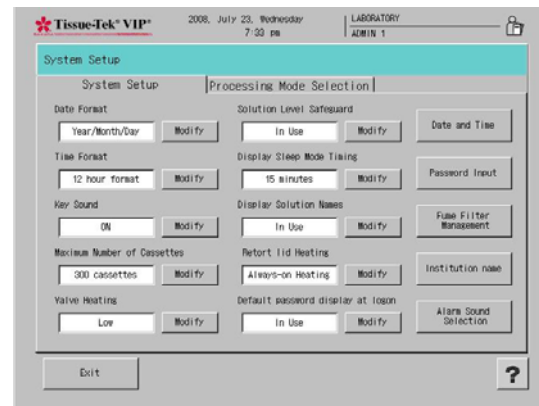 Tissue-Tek® VIP®
2008, July 23, Wednesday
7:33 pm
LABORATORY
ADMIN 1
System Setup
System Setup
Processing Mode Selection
Date Format
Year/Month/Day
Modify
Solution Level Safeguard
In Use
Modify
Date and Time
Time Format
12 hour format
Modify
Display Sleep Mode Timing
15 minutes
Modify
Password Input
Key Sound
ON
Modify
Display Solution Names
In Use
Modify
Fume Filter
Management
Maximum Number of Cassettes
300 cassettes
Modify
Retort lid Heating
Always-on Heating
Modify
Institution name
Valve Heating
Low
Modify
Default password display at logon
In Use
Modify
Alarm Sound
Selection
Exit
?